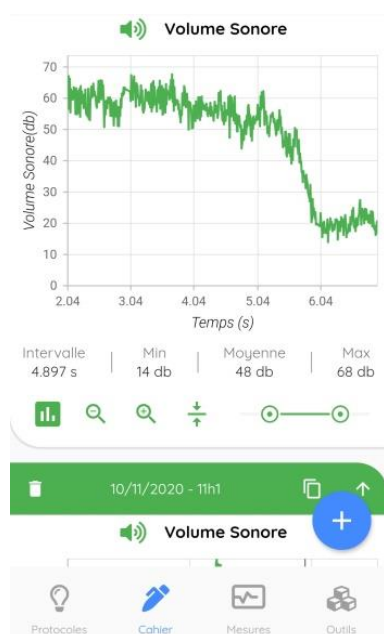 Volume Sonore
70
60
50
40
30
20
10
0
Volume Sonore(db)
2.04 3.04 4.04 5.04 6.04
Temps (s)
Intervalle Min Moyenne Max
4.897 s 14 db 48 db 68 db
10/11/2020 - 11h1
+
Volume Sonore
Protocoles Cahier Mesures Outils